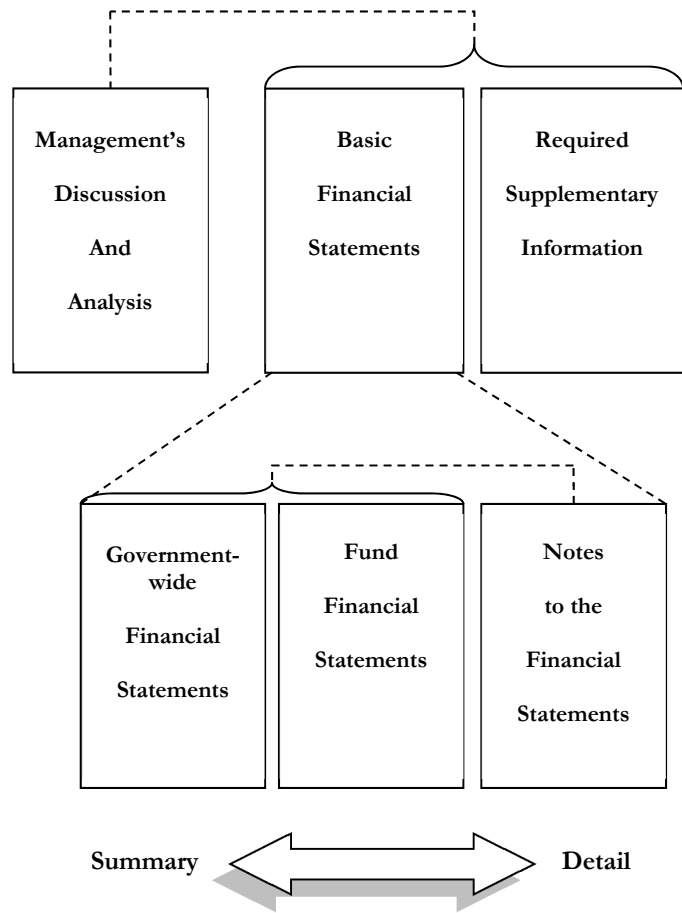 Management’s
Discussion
And
Analysis
Basic
Financial
Statements
Required
Supplementary
Information
Government-
wide
Financial
Statements
Fund
Financial
Statements
Notes
to the
Financial
Statements
Summary
Detail